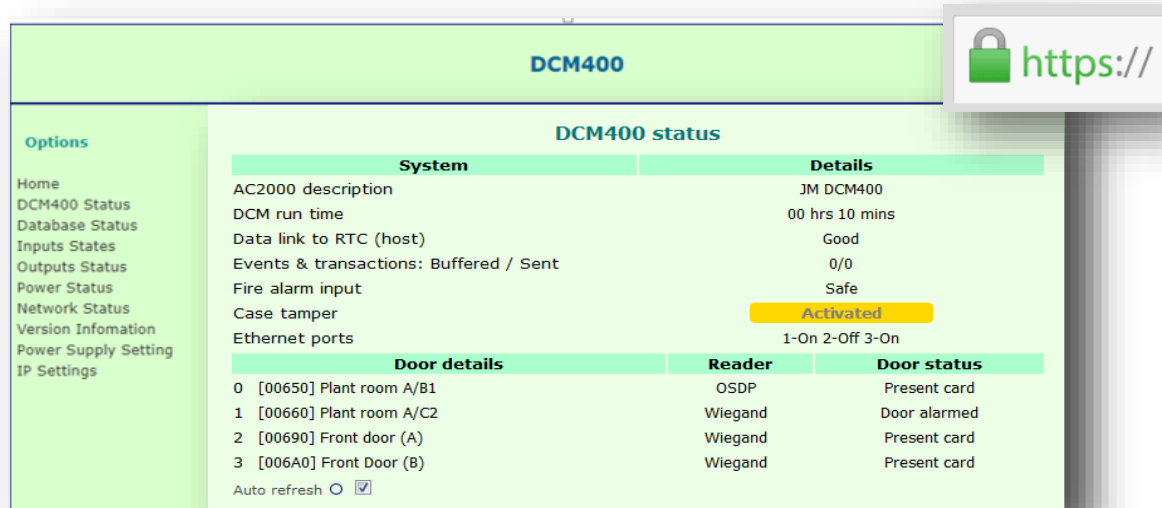 DCM400
https://
Options
Home
DCM400 Status
Database Status
Inputs States
Outputs Status
Power Status
Network Status
Version Infomation
Power Supply Setting
IP Settings
DCM400 status
System Details
AC2000 description JM DCM400
DCM run time 00 hrs 10 mins
Data link to RTC (host) Good
Events & transactions: Buffered / Sent 0/0
Fire alarm input Safe
Case tamper Activated
Ethernet ports 1-On 2-Off 3-On
Door details Reader Door status
0 [00650] Plant room A/B1 OSDP Present card
1 [00660] Plant room A/C2 Wiegand Door alarmed
2 [00690] Front door (A) Wiegand Present card
3 [006A0] Front Door (B) Wiegand Present card
Auto refresh